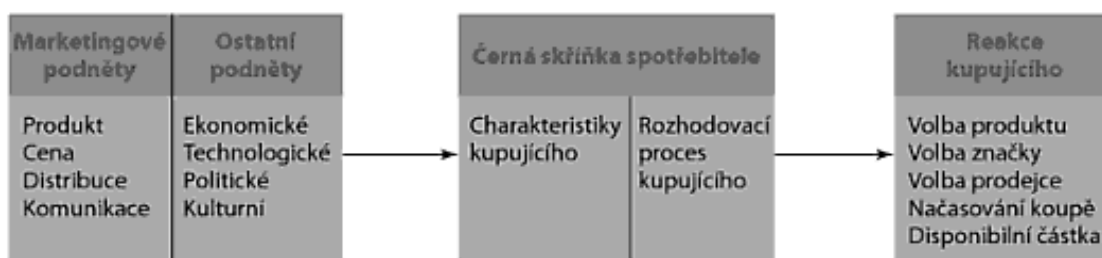 Marketingové
podněty
Ostatní
podněty
Produkt
Cena
Distribuce
Komunikace
Ekonomické
Technologické
Politické
Kulturní
Černá skříňka spotřebitele
Charakteristiky
kupujícího
Rozhodovací
proces
kupujícího
Reakce
kupujícího
Volba produktu
Volba značky
Volba prodejce
Načasování koupě
Disponibilní částka